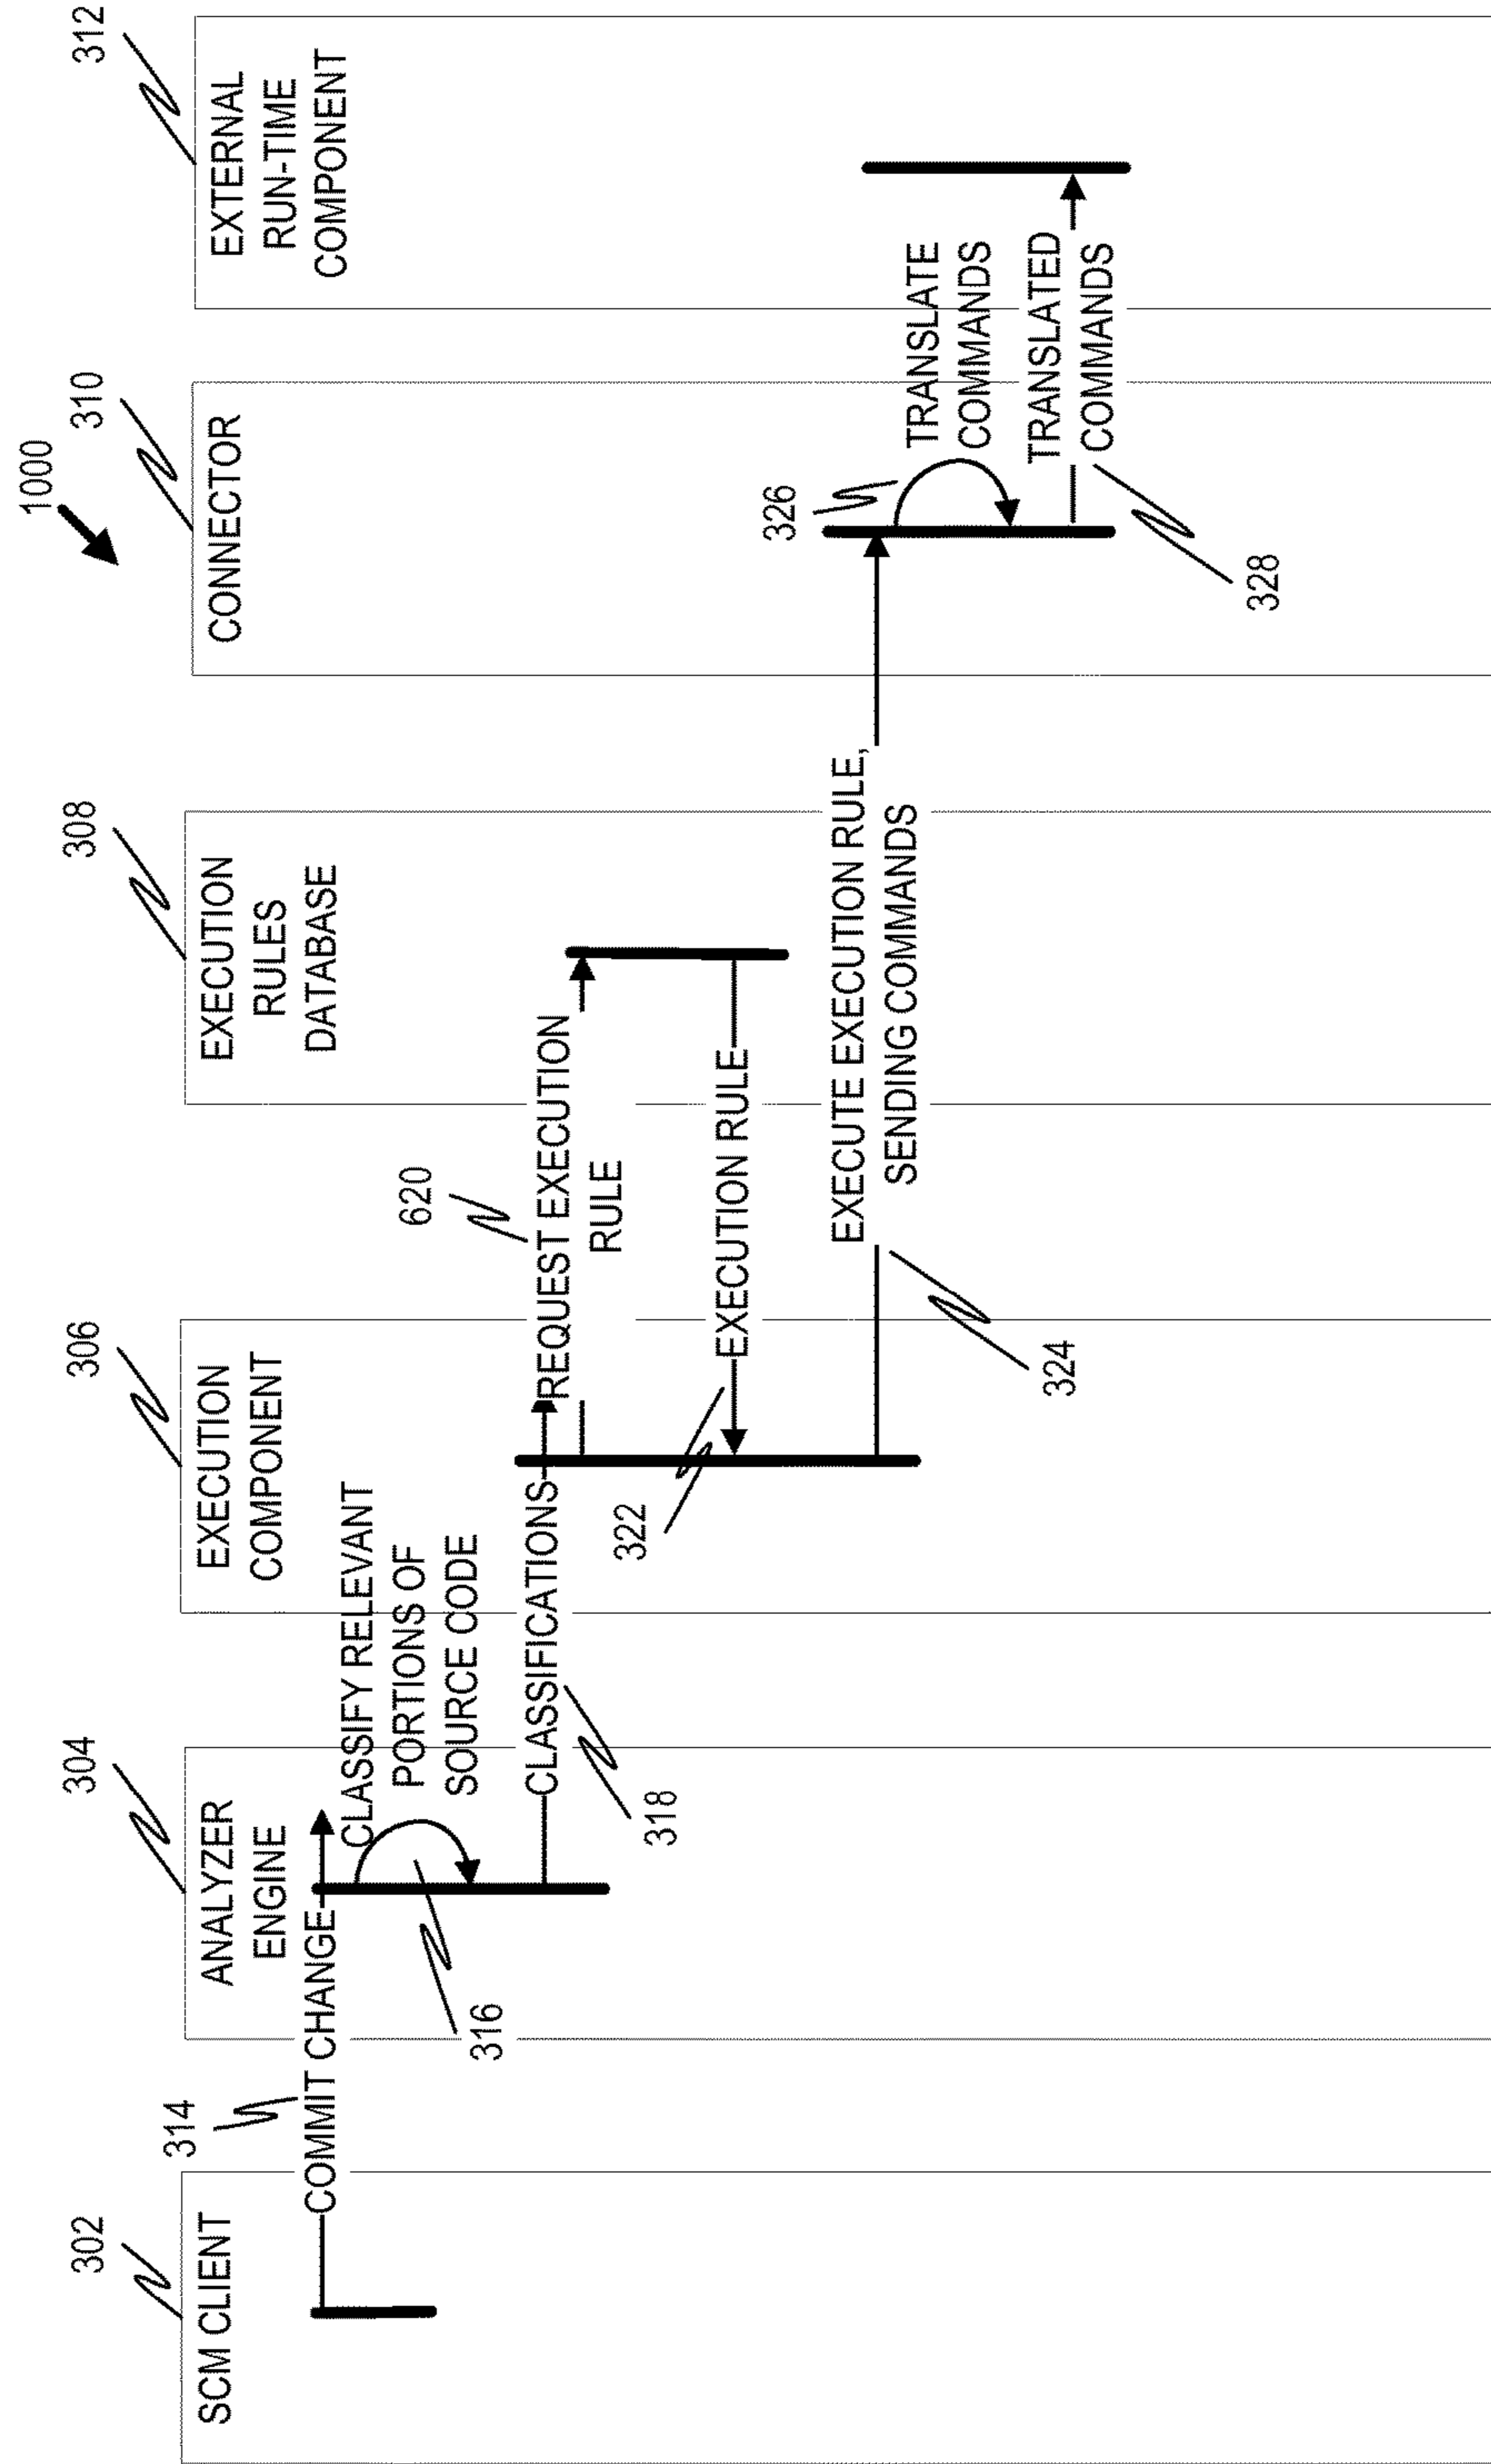 1000
302
SCM CLIENT
304
ANALYZER
ENGINE
306
EXECUTION
COMPONENT
308
EXECUTION
RULES
DATABASE
310
CONNECTOR
312
EXTERNAL
RUN-TIME
COMPONENT
314
COMMIT CHANGE
316
CLASSIFY RELEVANT
PORTIONS OF
SOURCE CODE
CLASSIFICATIONS
318
620
REQUEST EXECUTION
RULE
EXECUTION RULE
322
EXECUTE EXECUTION RULE,
SENDING COMMANDS
324
326
TRANSLATE
COMMANDS
TRANSLATED
COMMANDS
328